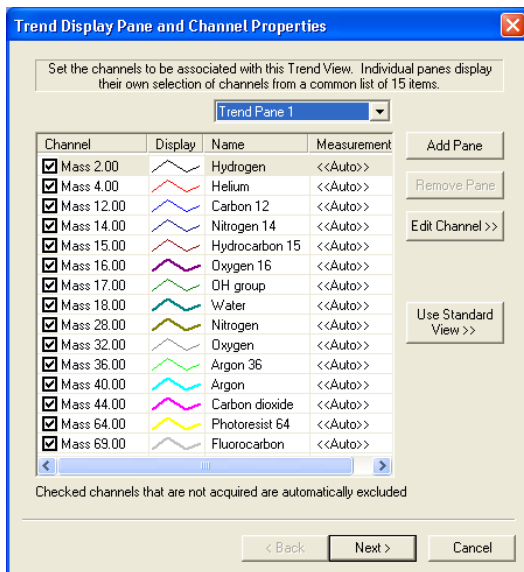 Trend Display Pane and Channel Properties
Set the channels to be associated with this Trend View. Individual panes display
their own selection of channels from a common list of 15 items.
Trend Pane 1
Channel Display Name Measurement
Mass 2.00 Hydrogen <<Auto>>
Mass 4.00 Helium <<Auto>>
Mass 12.00 Carbon 12 <<Auto>>
Mass 14.00 Nitrogen 14 <<Auto>>
Mass 15.00 Hydrocarbon 15 <<Auto>>
Mass 16.00 Oxygen 16 <<Auto>>
Mass 17.00 OH group <<Auto>>
Mass 18.00 Water <<Auto>>
Mass 28.00 Nitrogen <<Auto>>
Mass 32.00 Oxygen <<Auto>>
Mass 36.00 Argon 36 <<Auto>>
Mass 40.00 Argon <<Auto>>
Mass 44.00 Carbon dioxide <<Auto>>
Mass 64.00 Photoresist 64 <<Auto>>
Mass 69.00 Fluorocarbon <<Auto>>
Add Pane
Remove Pane
Edit Channel >>
Use Standard
View >>
Checked channels that are not acquired are automatically excluded
< Back Next > Cancel